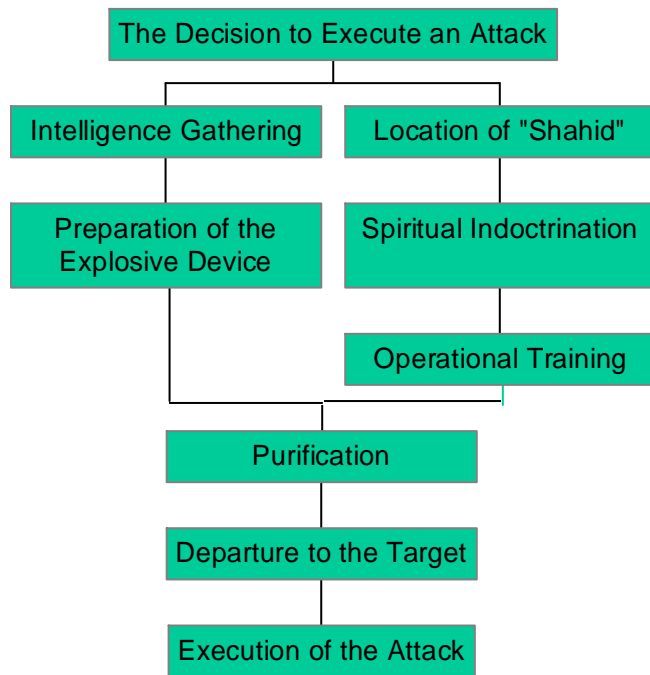 The Decision to Execute an Attack
Intelligence Gathering
Location of "Shahid"
Preparation of the
Explosive Device
Spiritual Indoctrination
Operational Training
Purification
Departure to the Target
Execution of the Attack